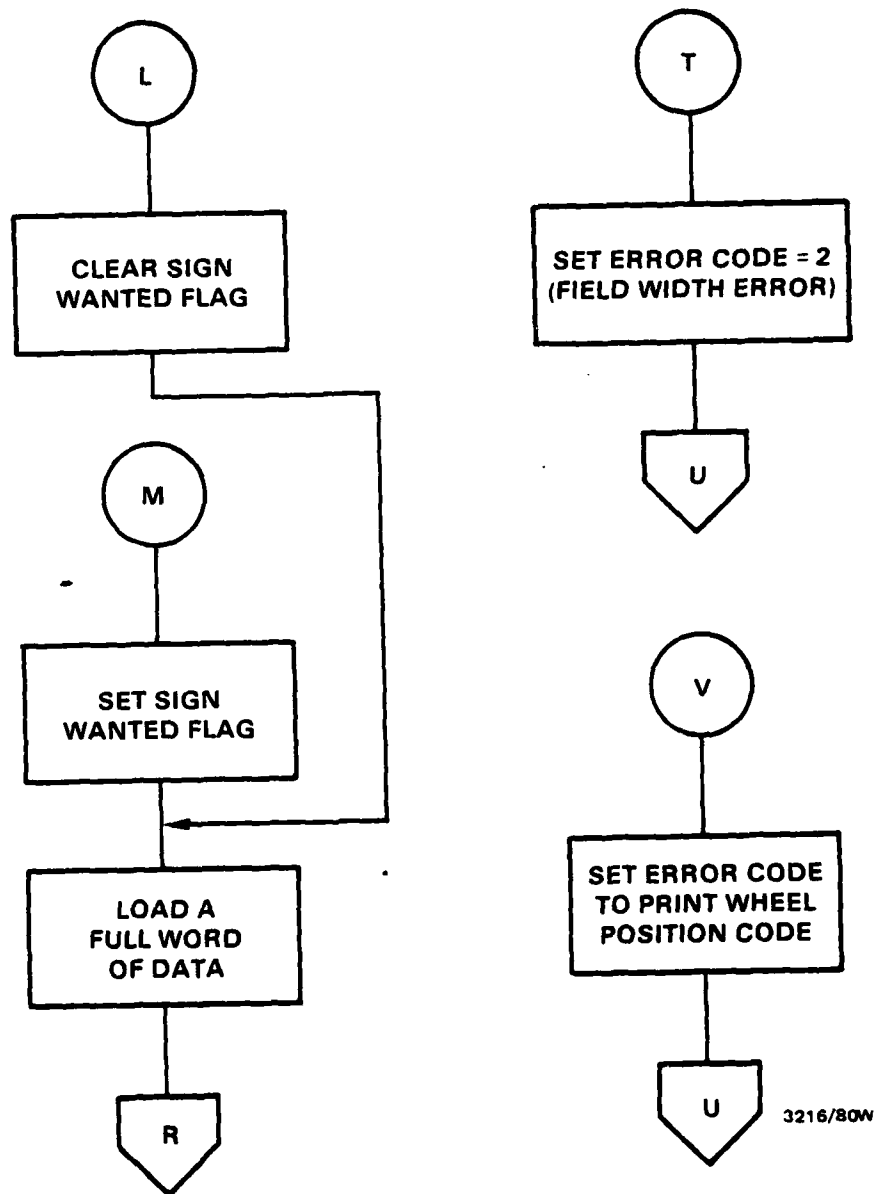 L
CLEAR SIGN
WANTED FLAG
M
SET SIGN
WANTED FLAG
LOAD A
FULL WORD
OF DATA
R
T
SET ERROR CODE = 2
(FIELD WIDTH ERROR)
U
V
SET ERROR CODE
TO PRINT WHEEL
POSITION CODE
U
3216/80W